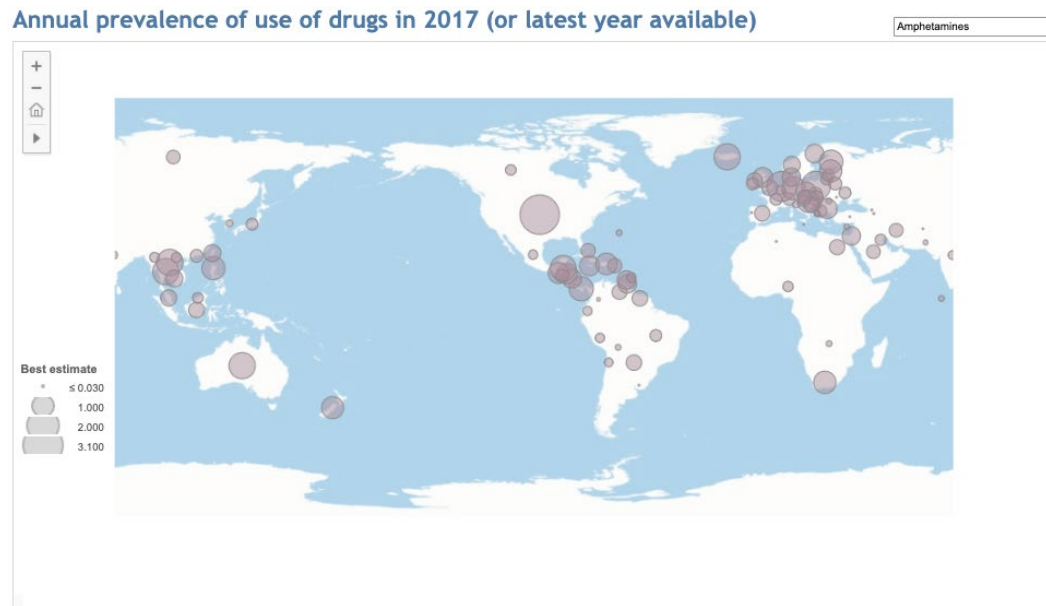 Annual prevalence of use of drugs in 2017 (or latest year available)
Amphetamines
Best estimate
≤ 0.030
1.000
2.000
3.100